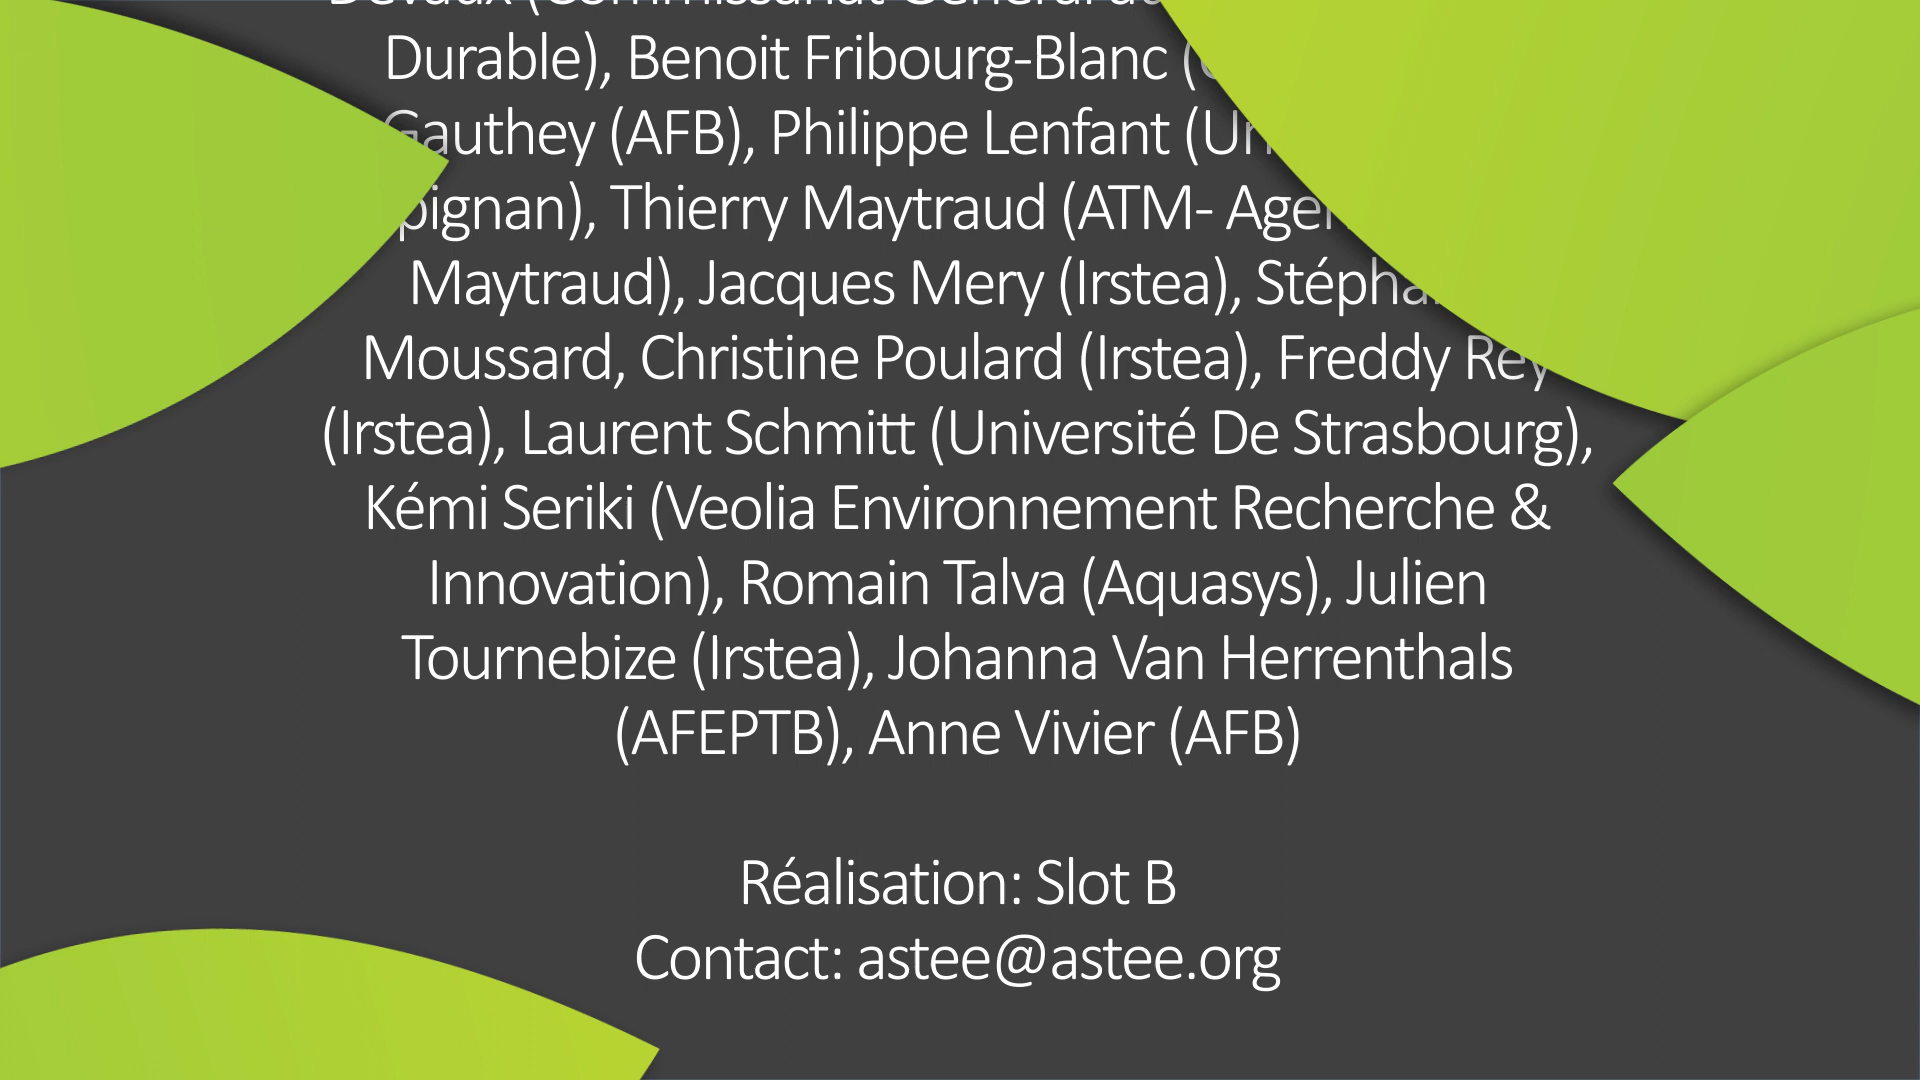 Durable), Benoit Fribourg-Blanc
Gauthey (AFB), Philippe Lenfant
Thierry Maytraud (ATM-
Maytraud), Jacques Mery (Irstea),
Moussard, Christine Poulard (Irstea), Freddy Rey
(Irstea), Laurent Schmitt (Université De Strasbourg),
Kémi Seriki (Veolia Environnement Recherche &
Innovation), Romain Talva (Aquasys), Julien
Tournebize (Irstea), Johanna Van Herrenthals
(AFEPTB), Anne Vivier (AFB)
Réalisation: Slot B
Contact: astee@astee.org